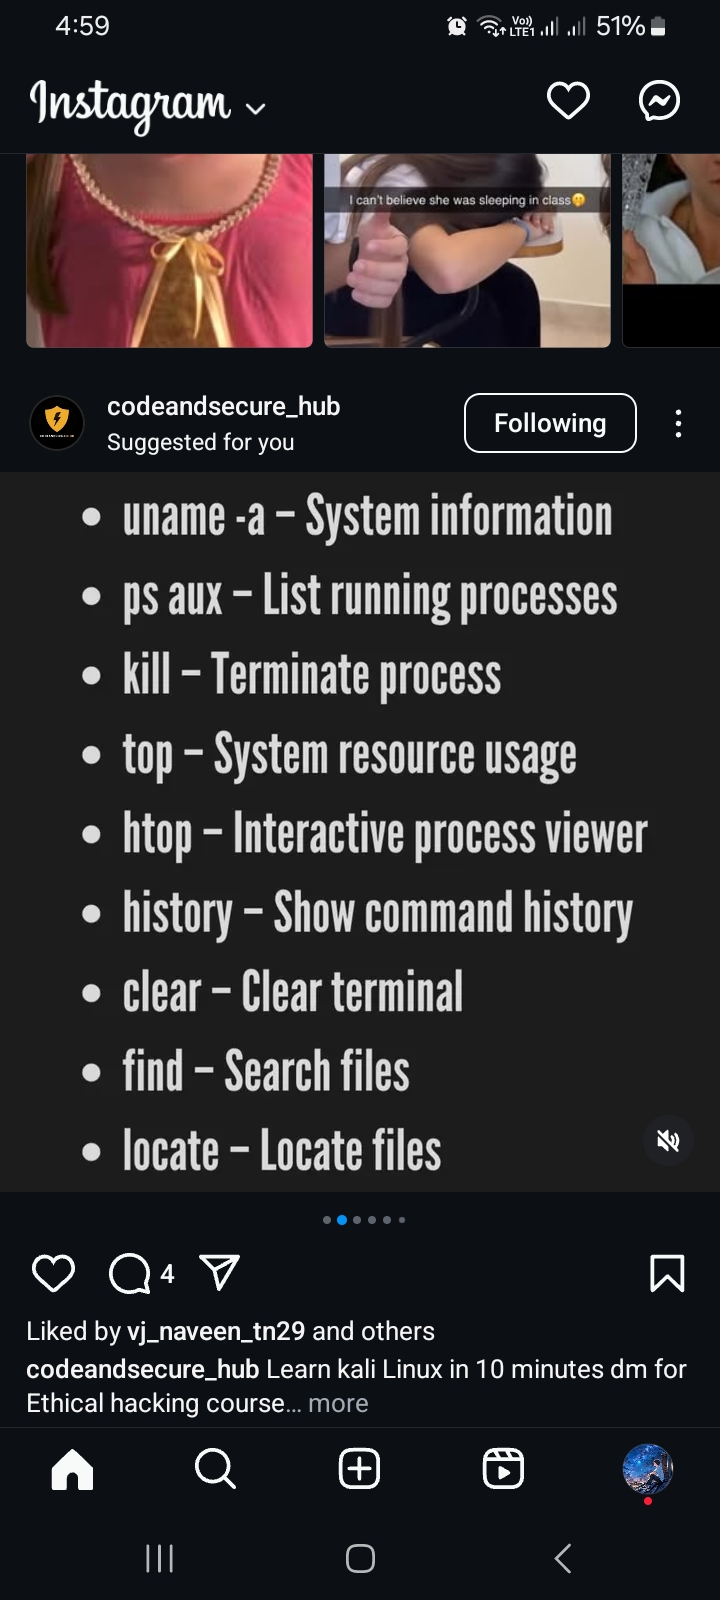 4:59
Vo))
LTE1
51%
Instagram
I can't believe she was sleeping in class🤭
codeandsecure_hub
Suggested for you
Following
• uname -a – System information
• ps aux – List running processes
• kill – Terminate process
• top – System resource usage
• htop – Interactive process viewer
• history – Show command history
• clear – Clear terminal
• find – Search files
• locate – Locate files
4
Liked by vj_naveen_tn29 and others
codeandsecure_hub Learn kali Linux in 10 minutes dm for
Ethical hacking course... more